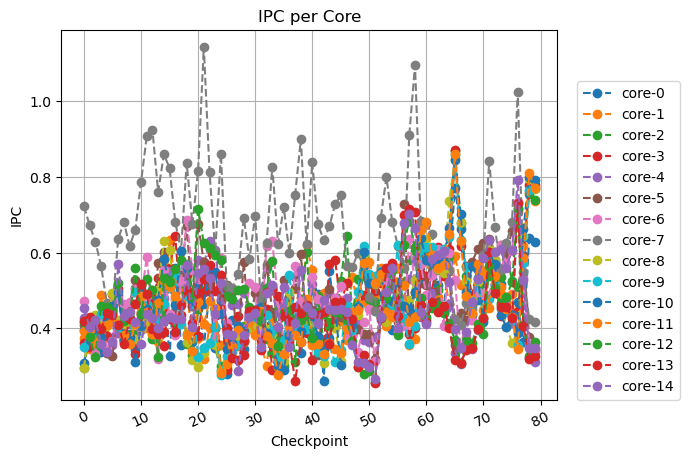 IPC per Core
IPC
1.0
0.8
0.6
0.4
0
10
20
30
40
50
60
70
80
Checkpoint
core-0
core-1
core-2
core-3
core-4
core-5
core-6
core-7
core-8
core-9
core-10
core-11
core-12
core-13
core-14